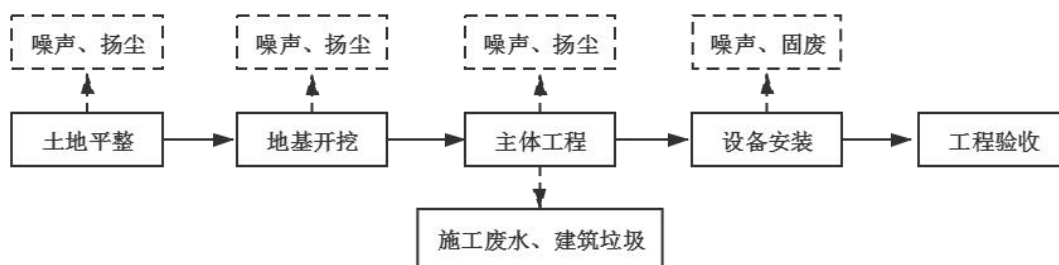 噪声、扬尘
噪声、扬尘
噪声、扬尘
噪声、固废
土地平整
地基开挖
主体工程
设备安装
工程验收
施工废水、建筑垃圾